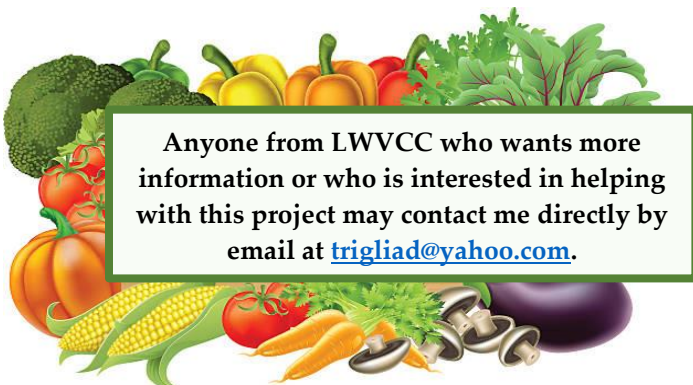 Anyone from LWVCC who wants more
information or who is interested in helping
with this project may contact me directly by
email at trigliad@yahoo.com.